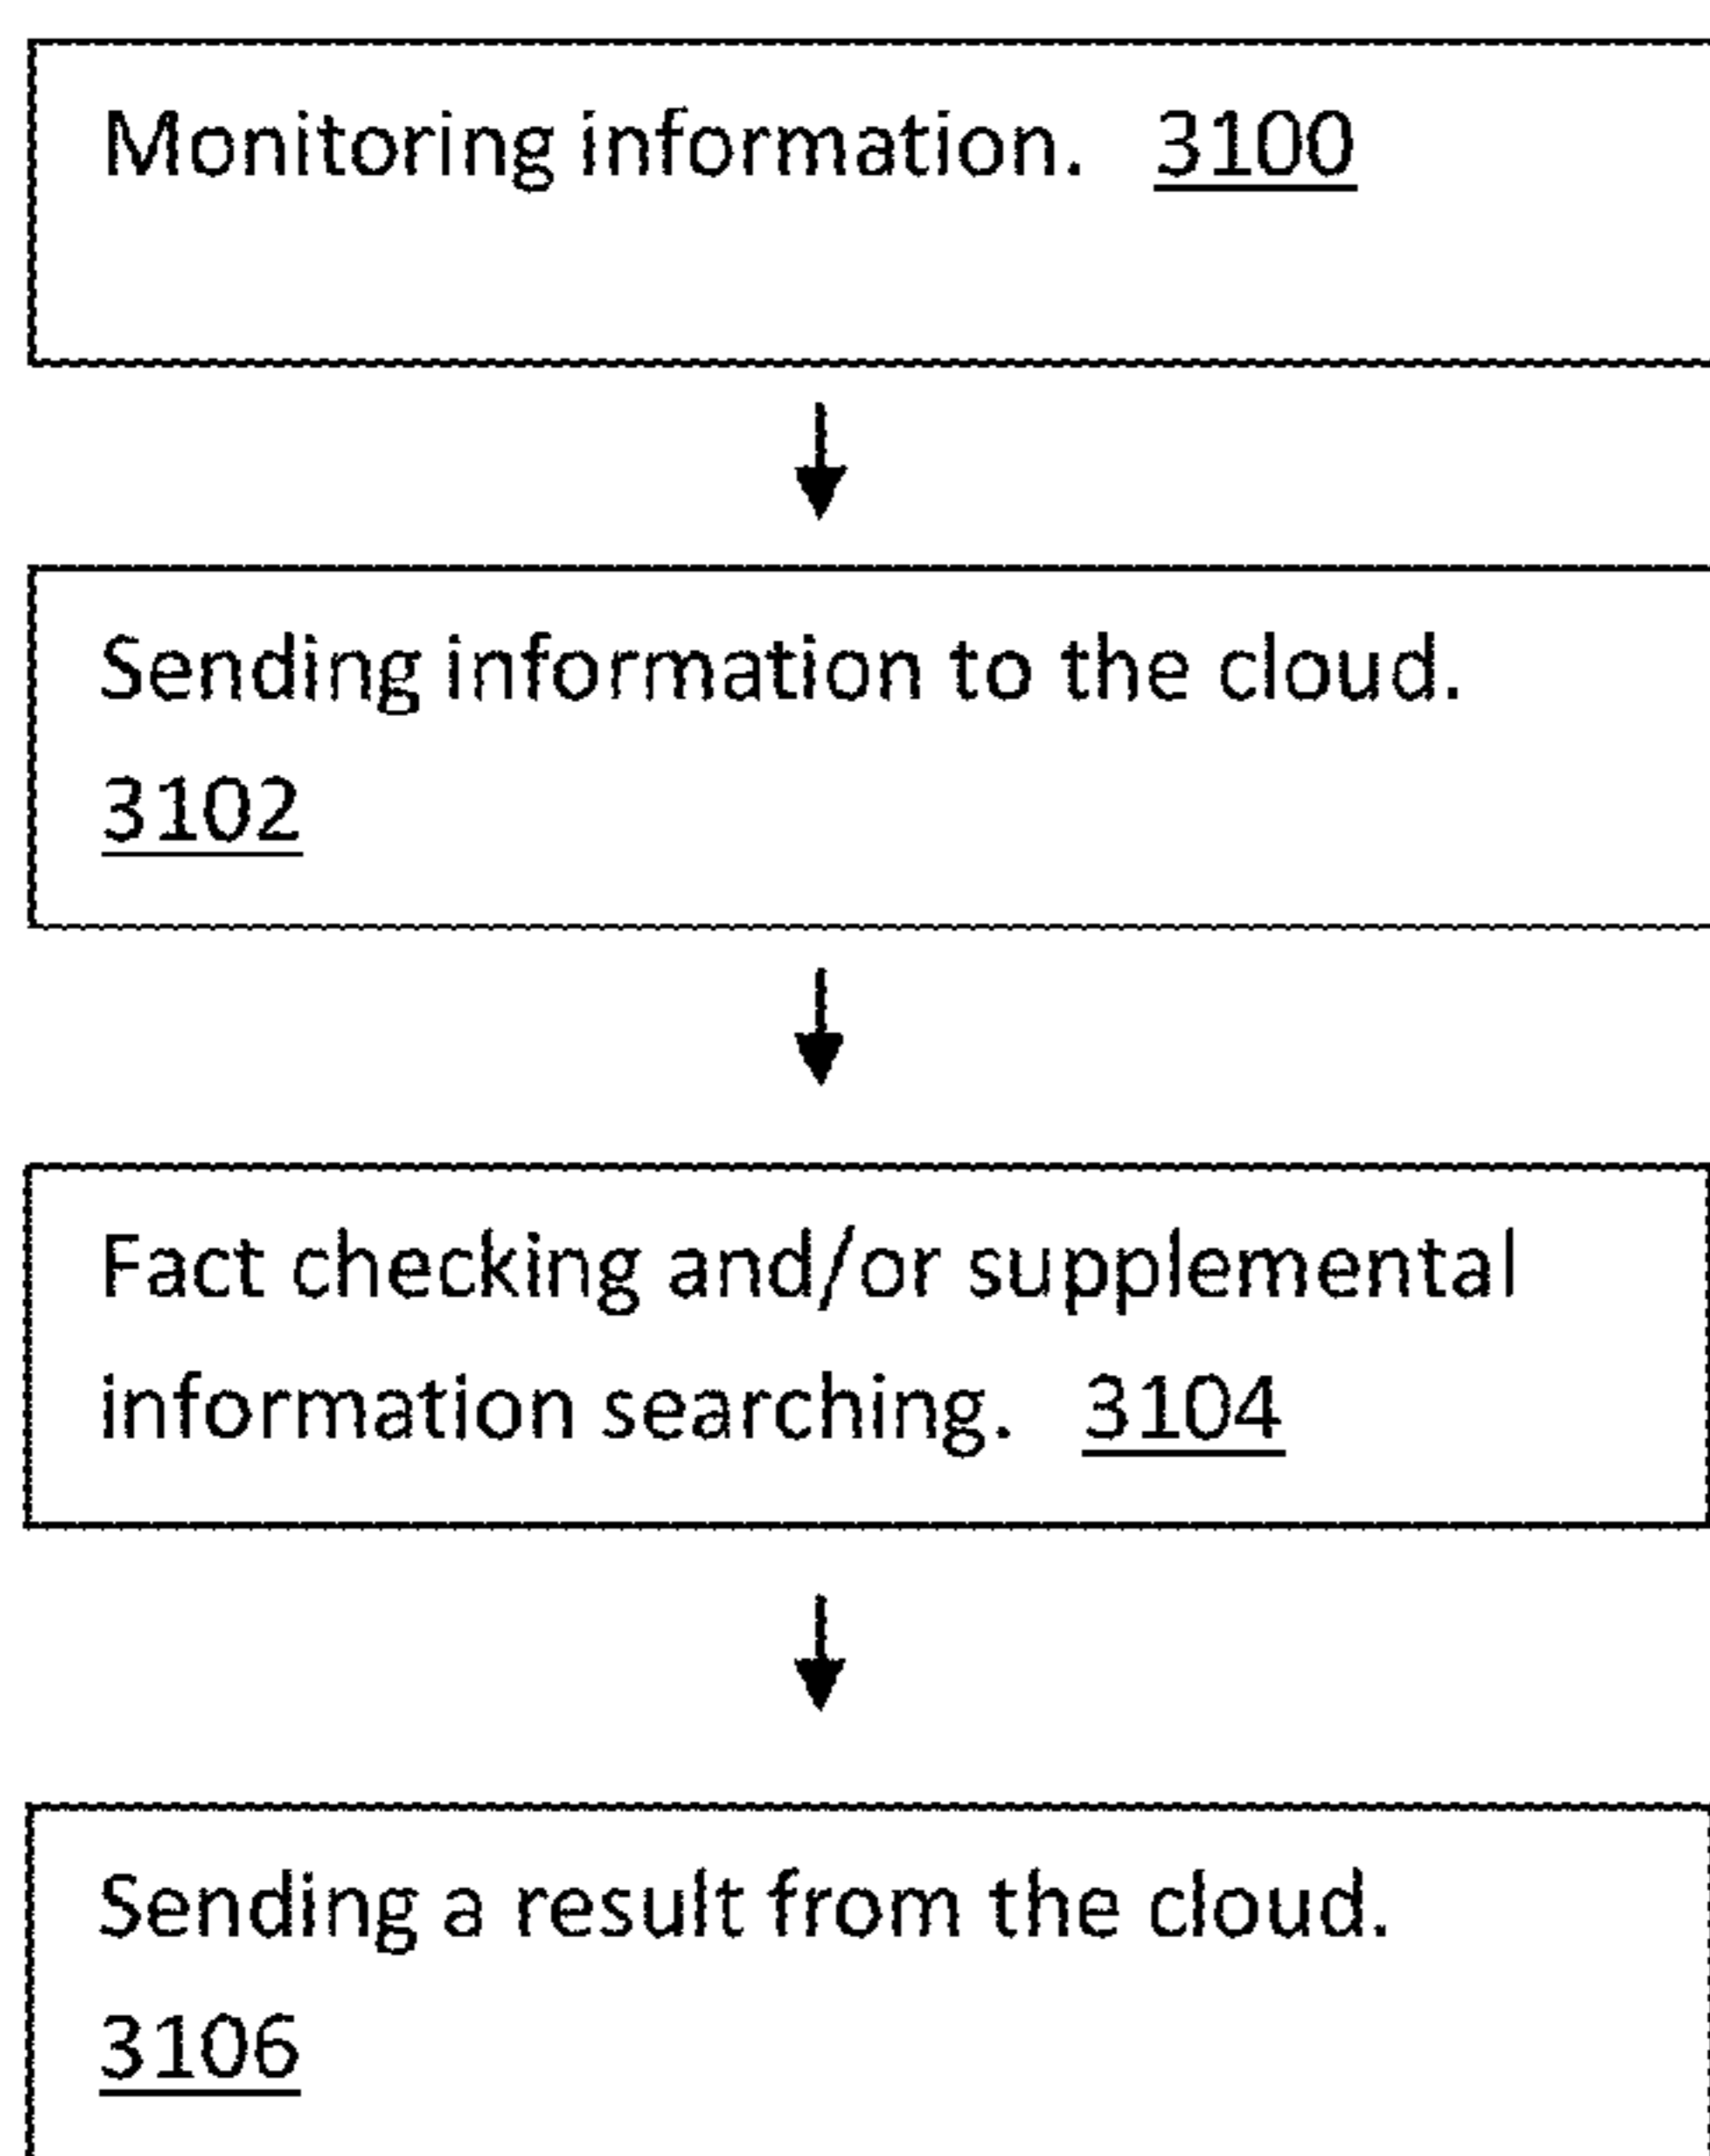 Monitoring information. 3100
Sending information to the cloud.
3102
Fact checking and/or supplemental
information searching. 3104
Sending a result from the cloud.
3106